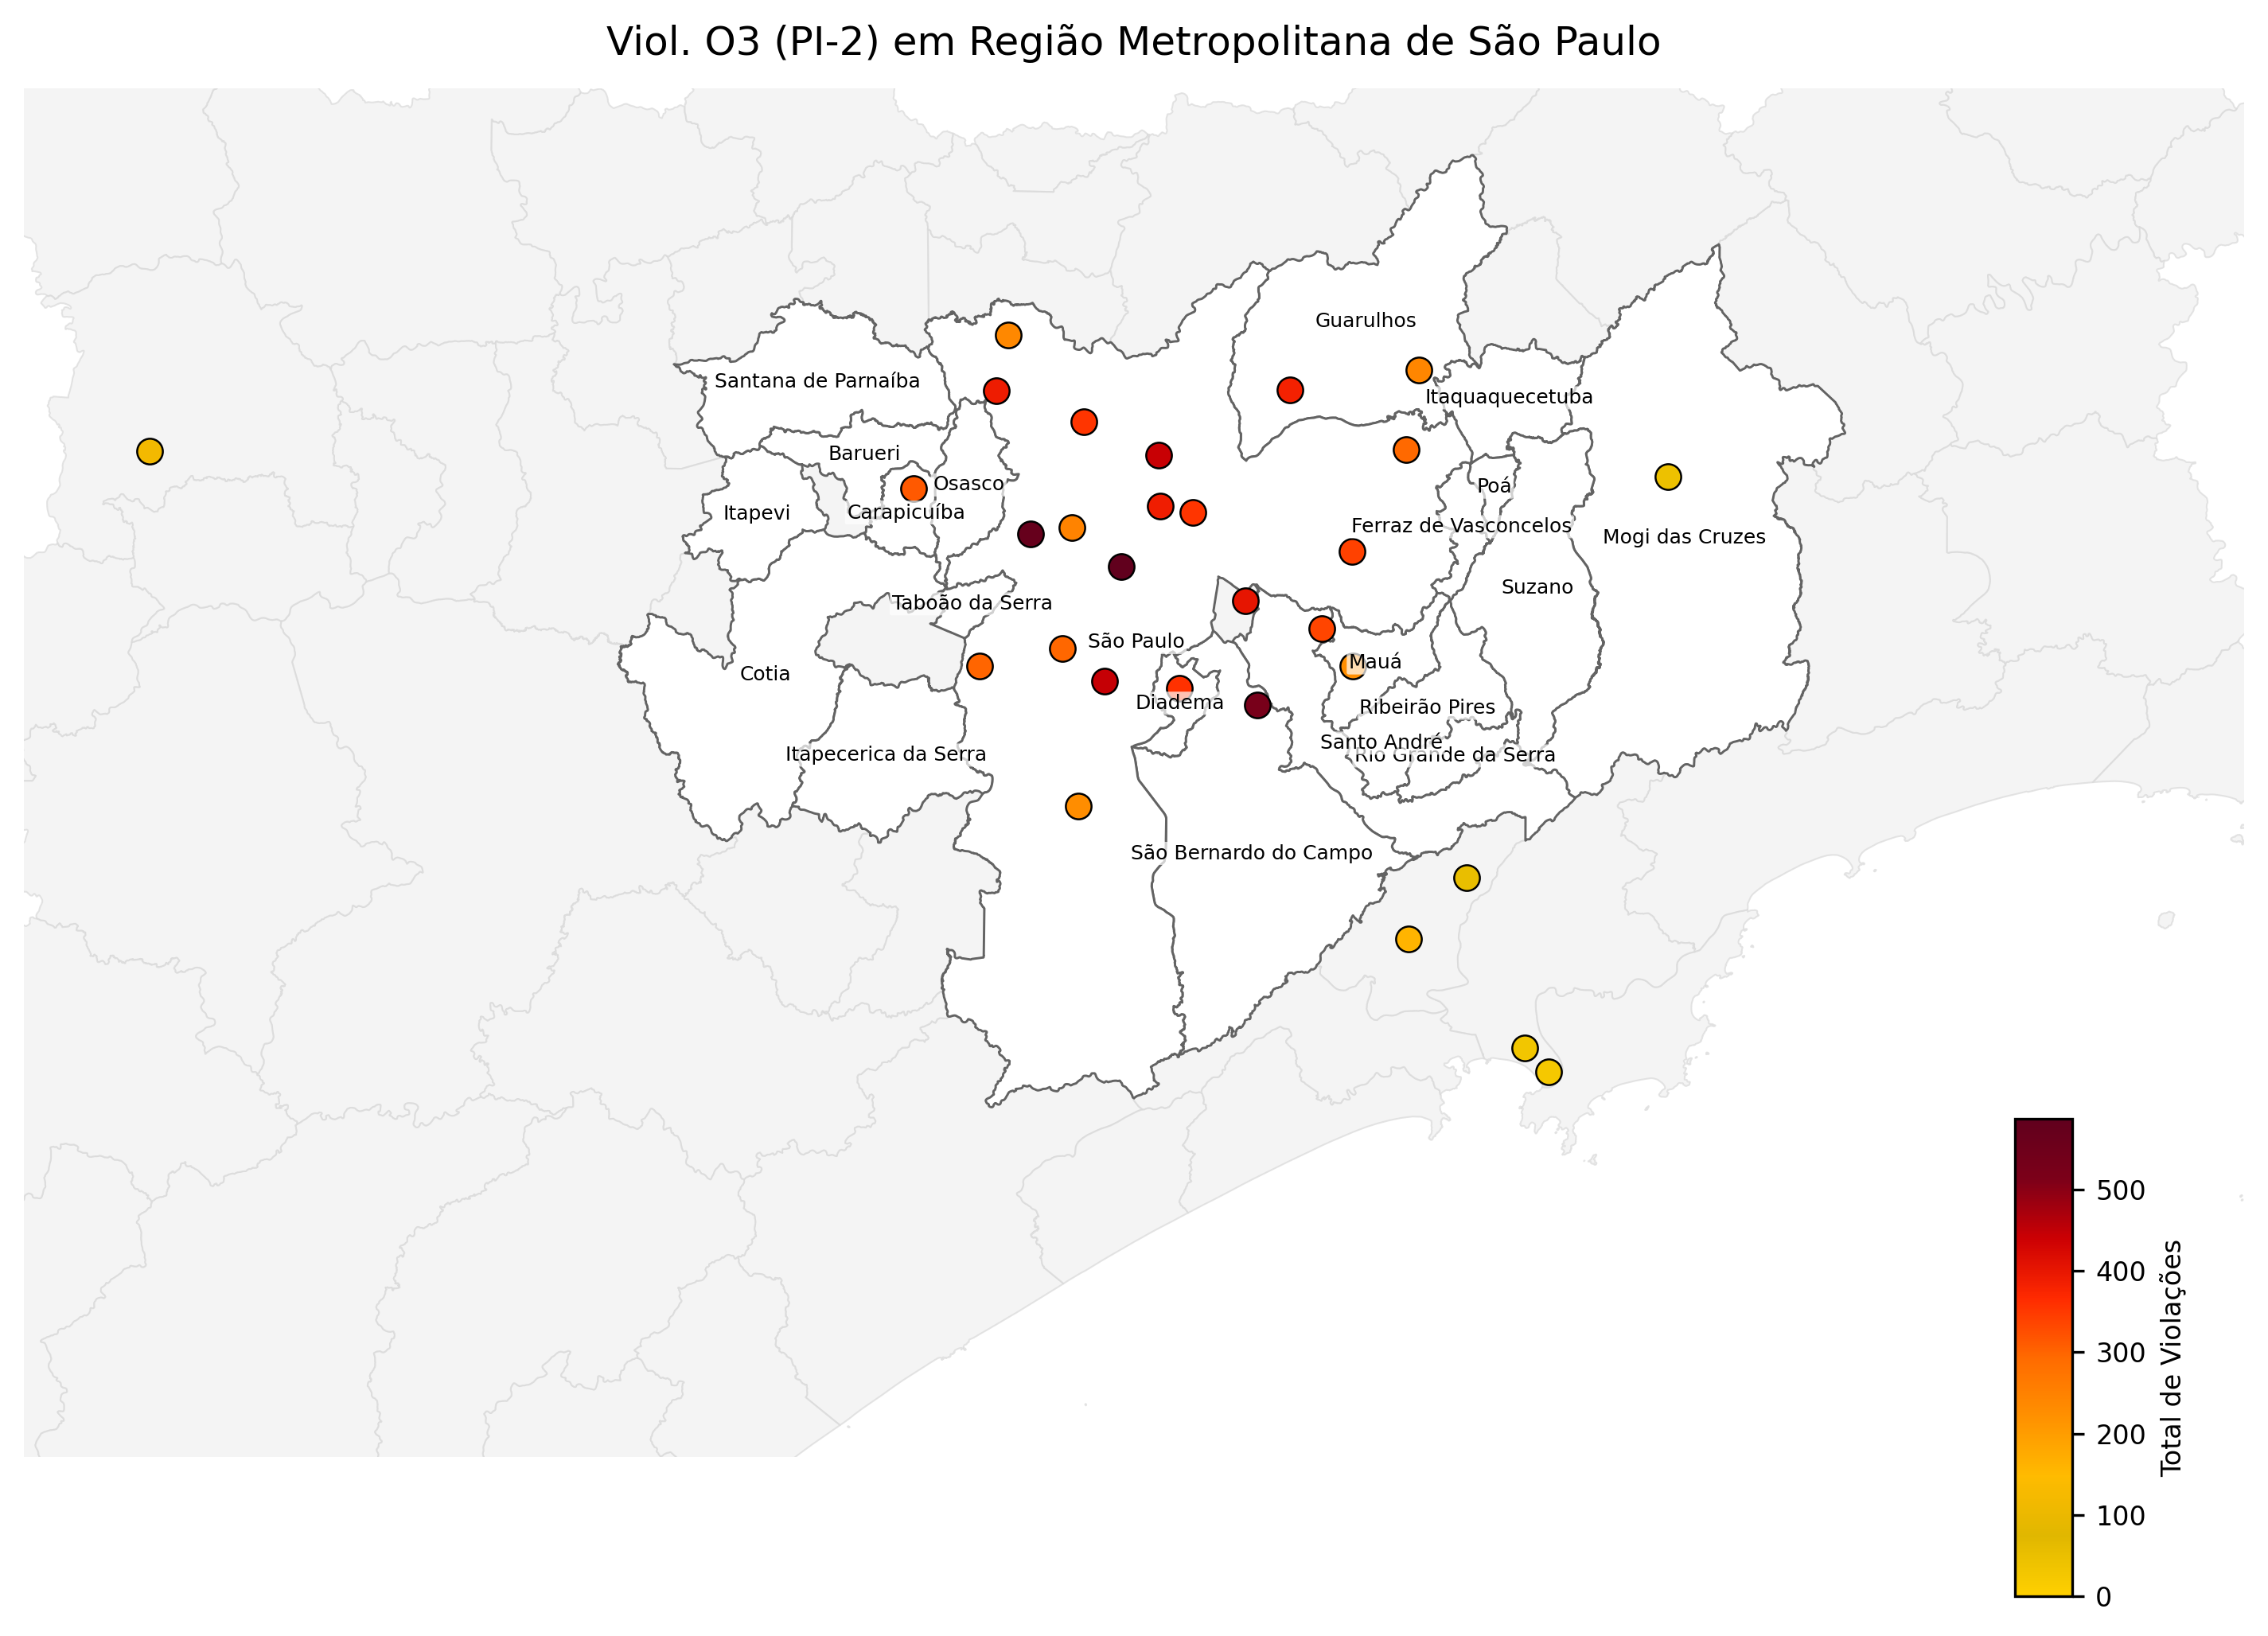 Viol. O3 (PI-2) em Região Metropolitana de São Paulo
Guarulhos
Santana de Parnaíba
Itaquaquecetuba
Barueri
Osasco
Poá
Itapevi
Carapicuíba
Ferraz de Vasconcelos
Mogi das Cruzes
Suzano
Taboão da Serra
São Paulo
Mauá
Cotia
Diadema
Ribeirão Pires
Santo André
Itapecerica da Serra
Rio Grande da Serra
São Bernardo do Campo
500
400
300
200
100
0
Total de Violações